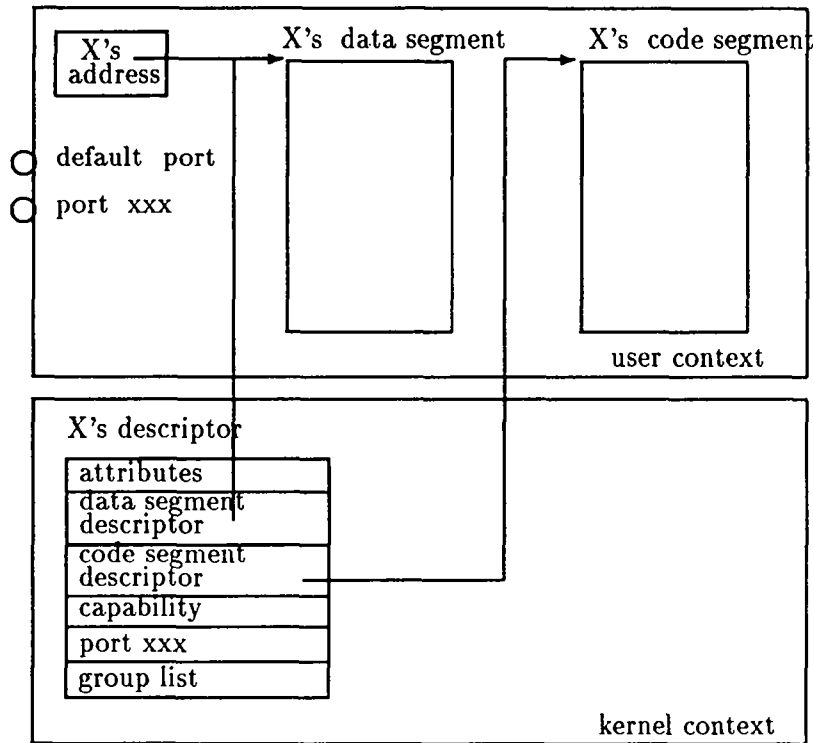 X's
address
X's data segment
X's code segment
default port
port xxx
user context
X's descriptor
attributes
data segment
descriptor
code segment
descriptor
capability
port xxx
group list
kernel context